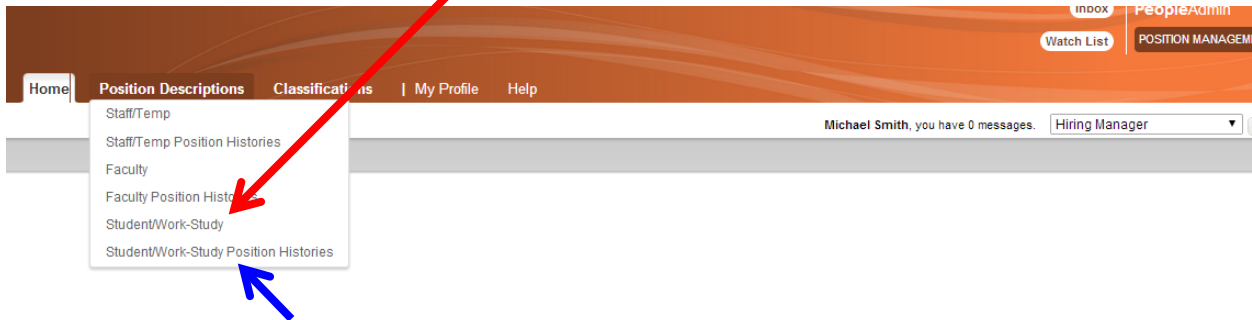 Inbox PeopleAdmin
Watch List POSITION MANAGEM
Home Position Descriptions Classifications | My Profile Help
Staff/Temp
Michael Smith, you have 0 messages. Hiring Manager
Staff/Temp Position Histories
Faculty
Faculty Position Histories
Student/Work-Study
Student/Work-Study Position Histories